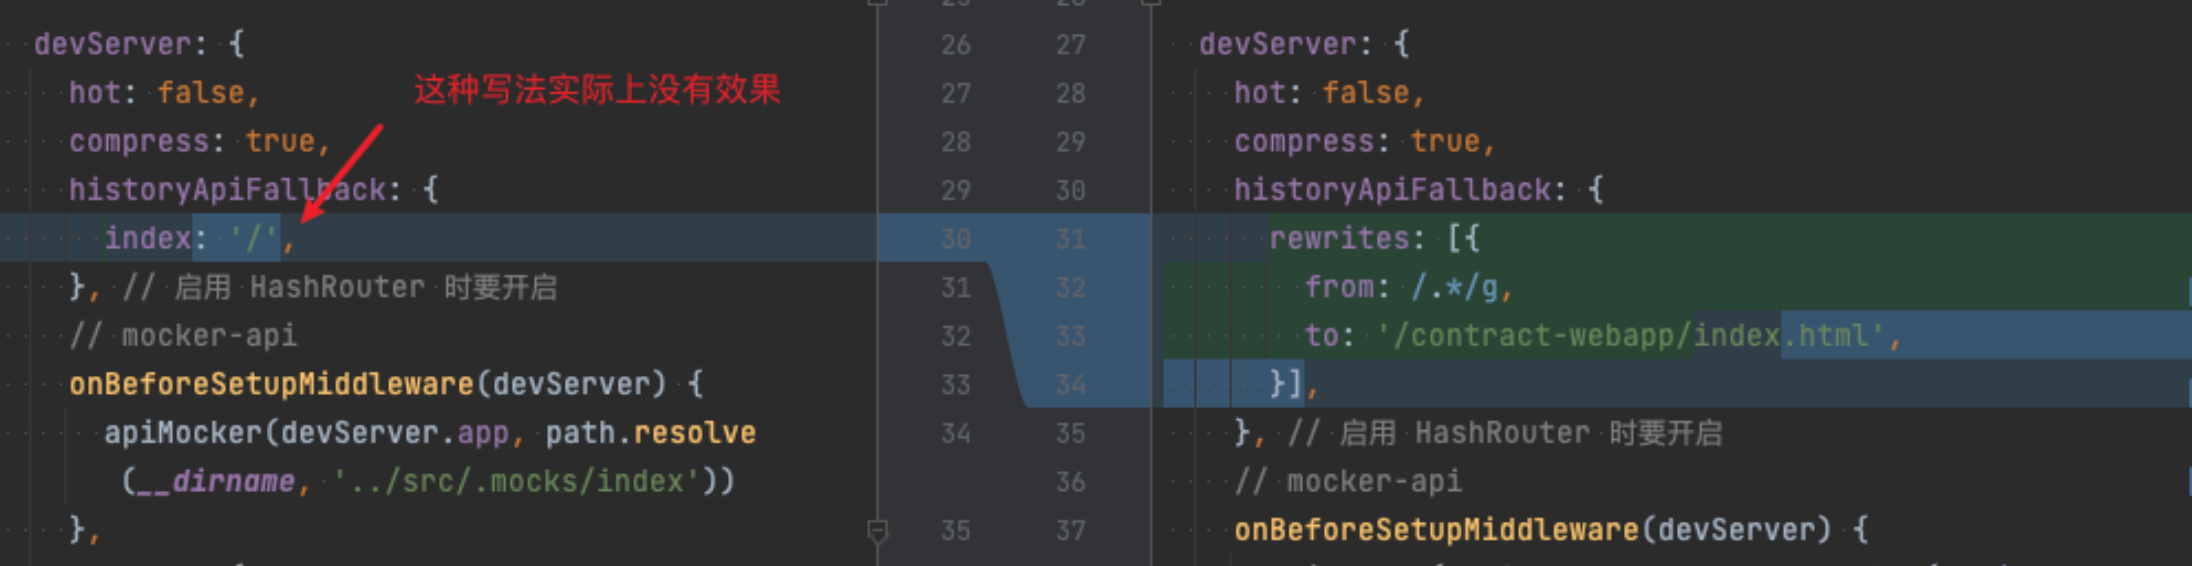 25 26
devServer: {
hot: false,
compress: true,
historyApiFallback: {
index: '/',
}, // 启用 HashRouter 时要开启
// mocker-api
onBeforeSetupMiddleware(devServer) {
apiMocker(devServer.app, path.resolve
(__dirname, '../src/.mocks/index'))
},
这种写法实际上没有效果
26 27
27 28
28 29
29 30
30 31
31 32
32 33
33 34
34 35
36
35 37
devServer: {
hot: false,
compress: true,
historyApiFallback: {
rewrites: [{
from: /.*/g,
to: '/contract-webapp/index.html',
}],
}, // 启用 HashRouter 时要开启
// mocker-api
onBeforeSetupMiddleware(devServer) {